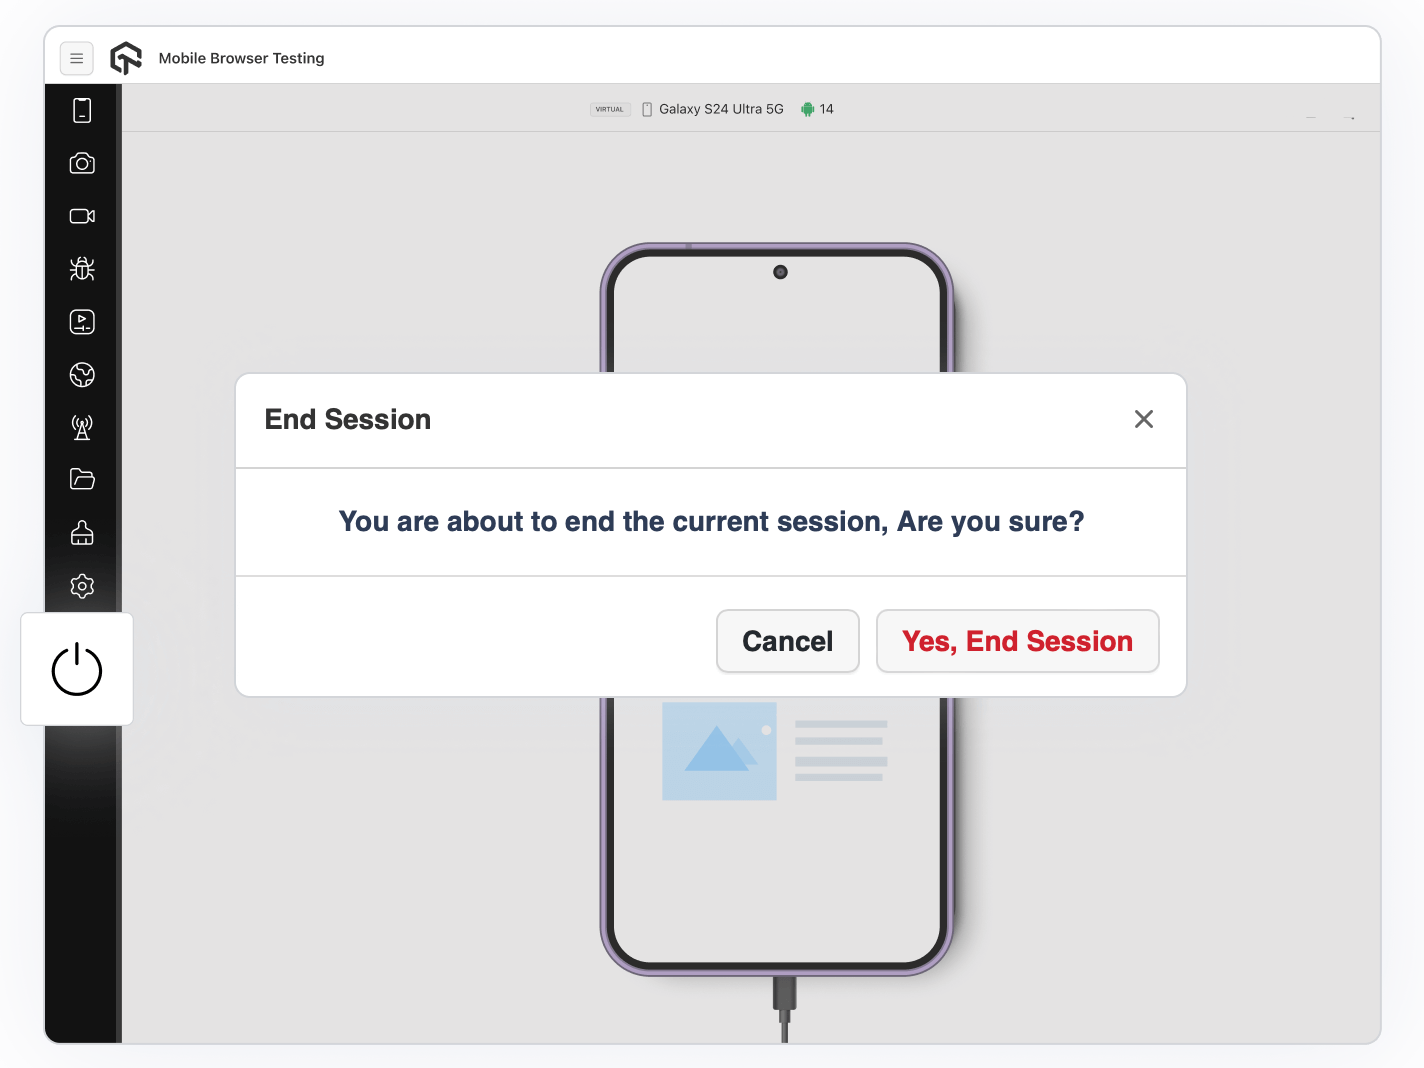 Mobile Browser Testing
VIRTUAL Galaxy S24 Ultra 5G 14
End Session
You are about to end the current session, Are you sure?
Cancel Yes, End Session